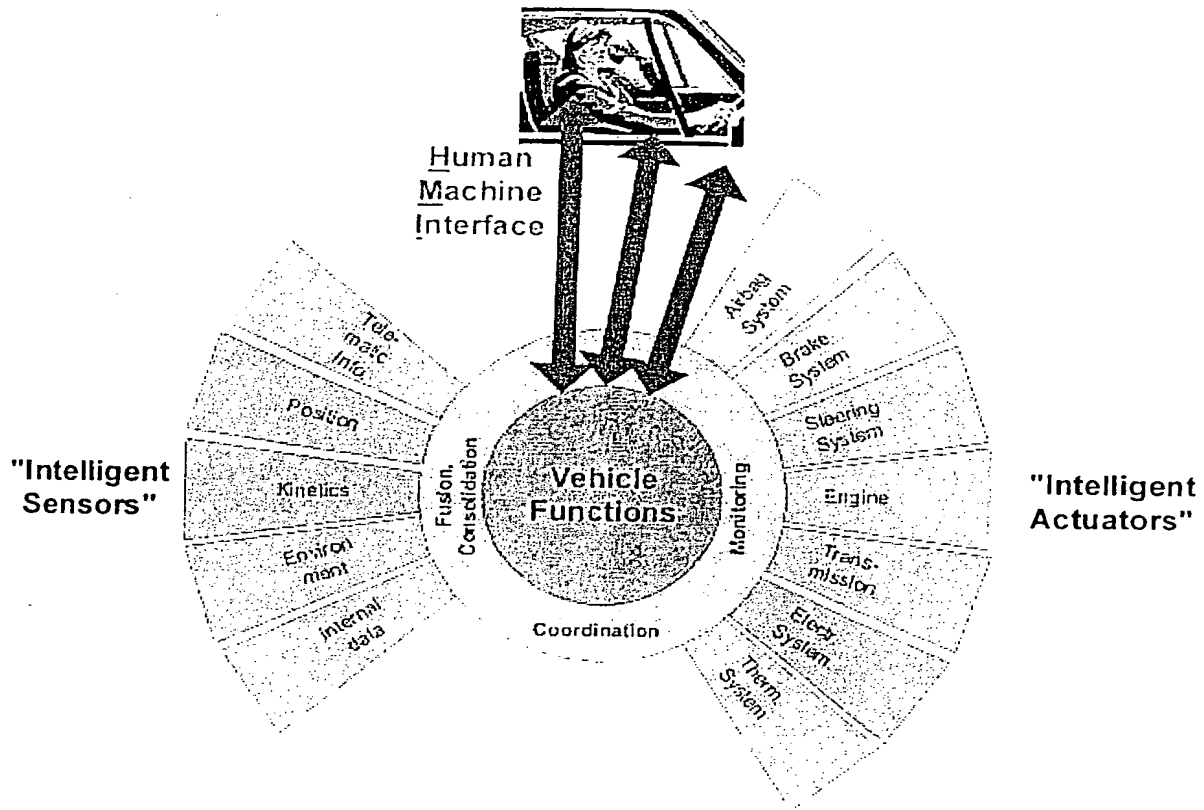 Human
Machine
Interface
"Intelligent
Sensors"
Tele-
matic
Info.
Position
Kinetics
Environ
ment
internal
data
Fusion,
Consolidation
Vehicle
Functions
Monitoring
Coordination
Airbag
System
Brake
System
Steering
System
Engine
Trans-
mission
Electr
System
Therm.
System
"Intelligent
Actuators"